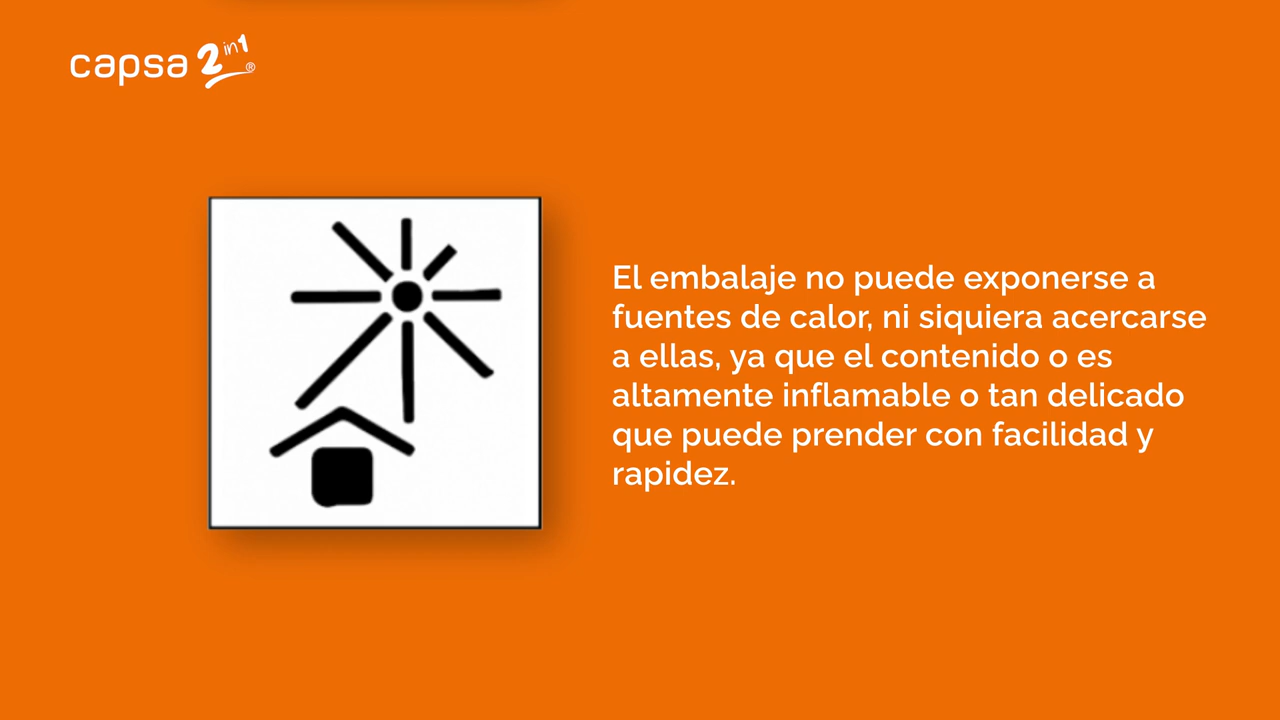 capsa 2in1®
El embalaje no puede exponerse a
fuentes de calor, ni siquiera acercarse
a ellas, ya que el contenido o es
altamente inflamable o tan delicado
que puede prender con facilidad y
rapidez.